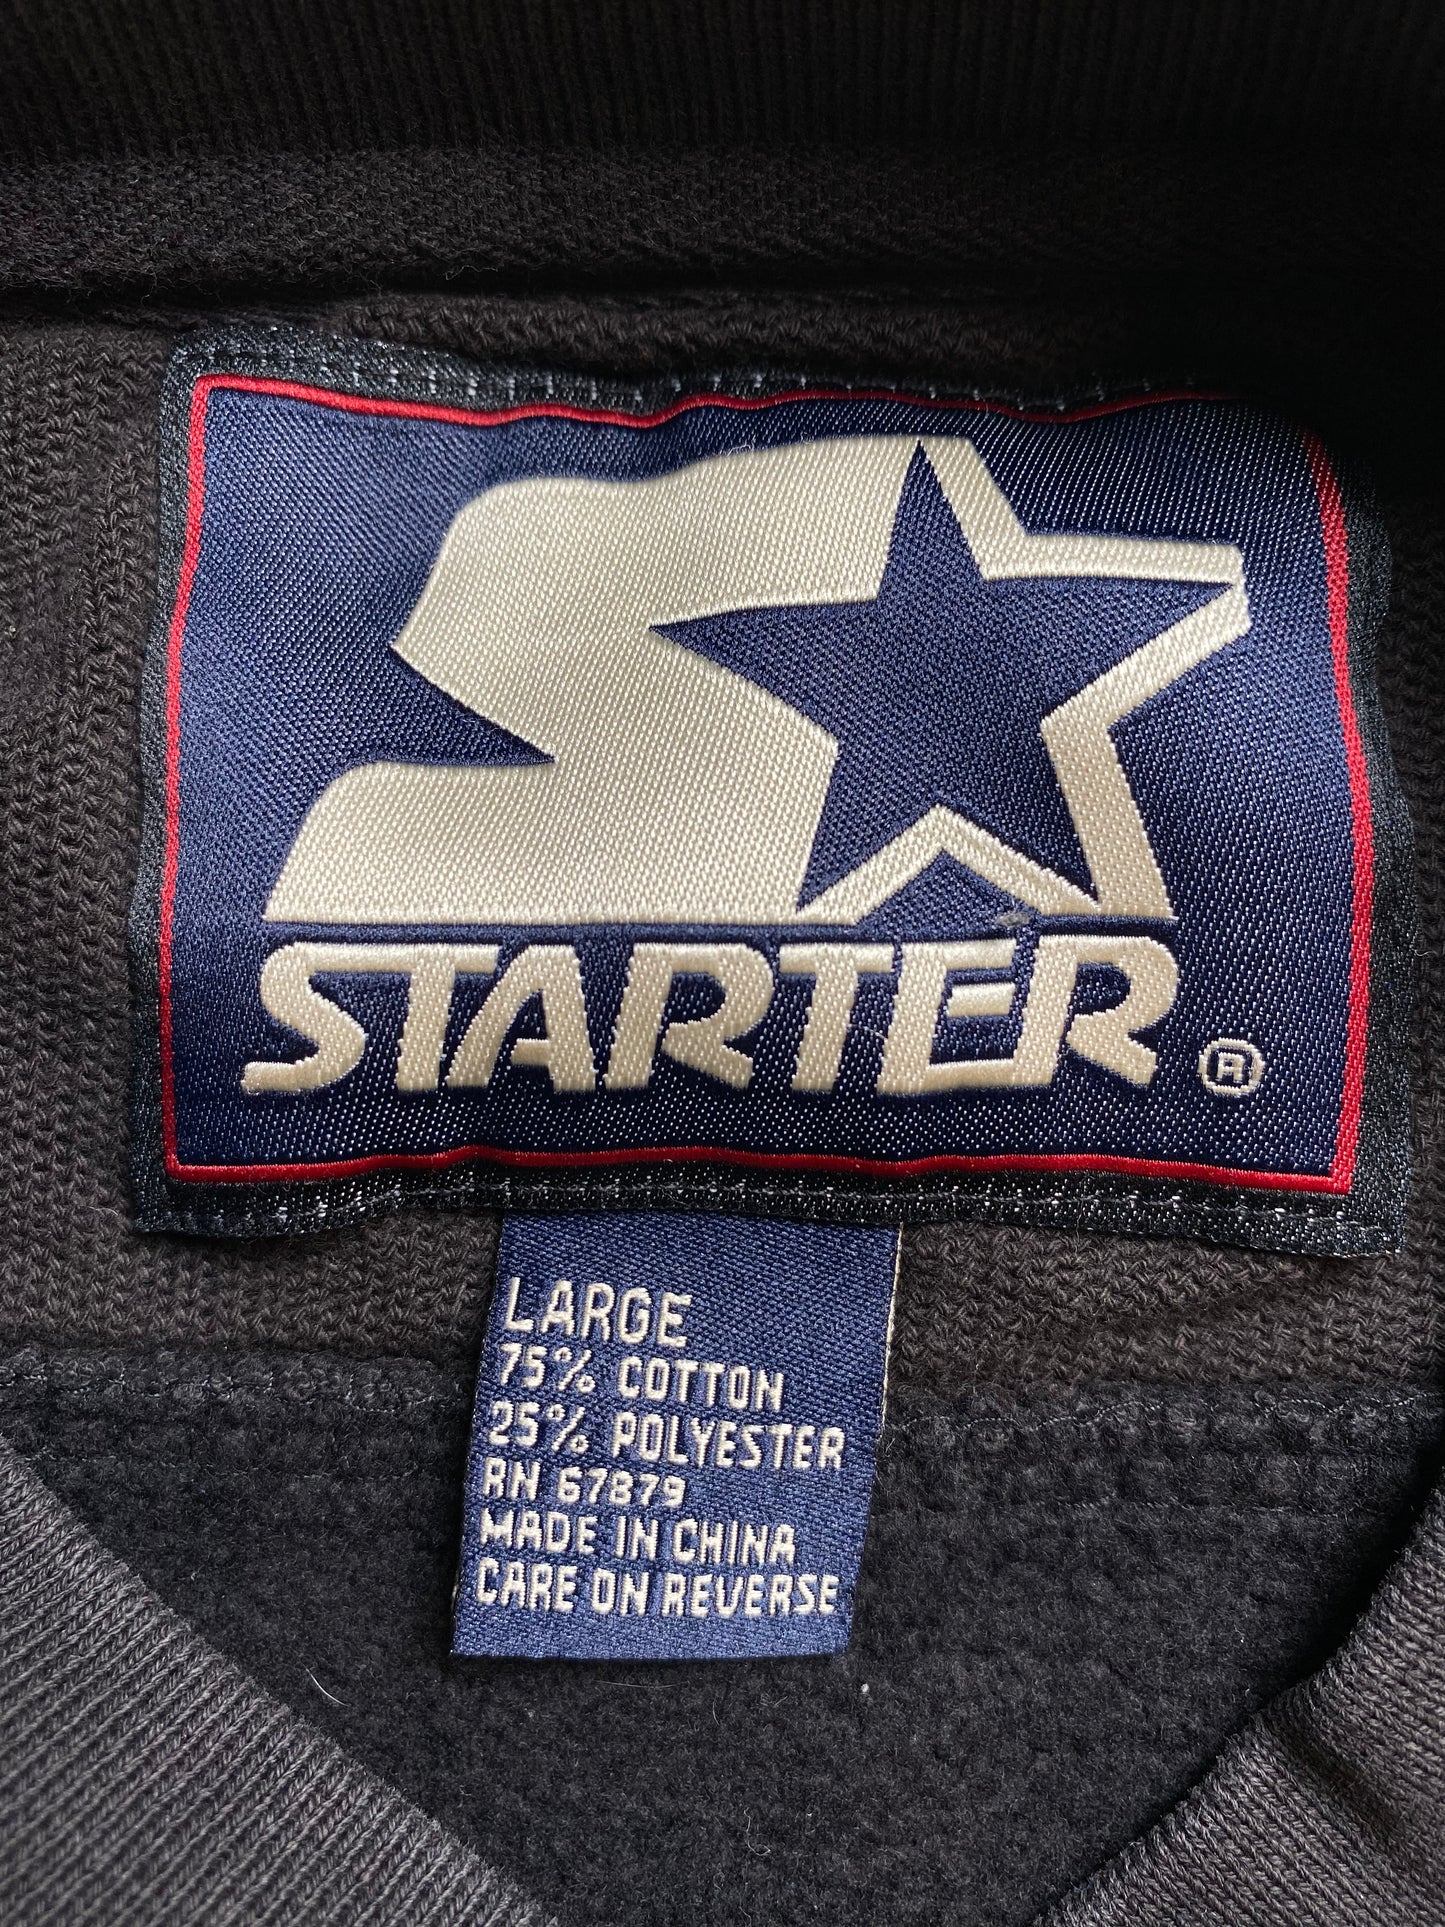 STARTER ®
LARGE
75% COTTON
25% POLYESTER
RN 67879
MADE IN CHINA
CARE ON REVERSE